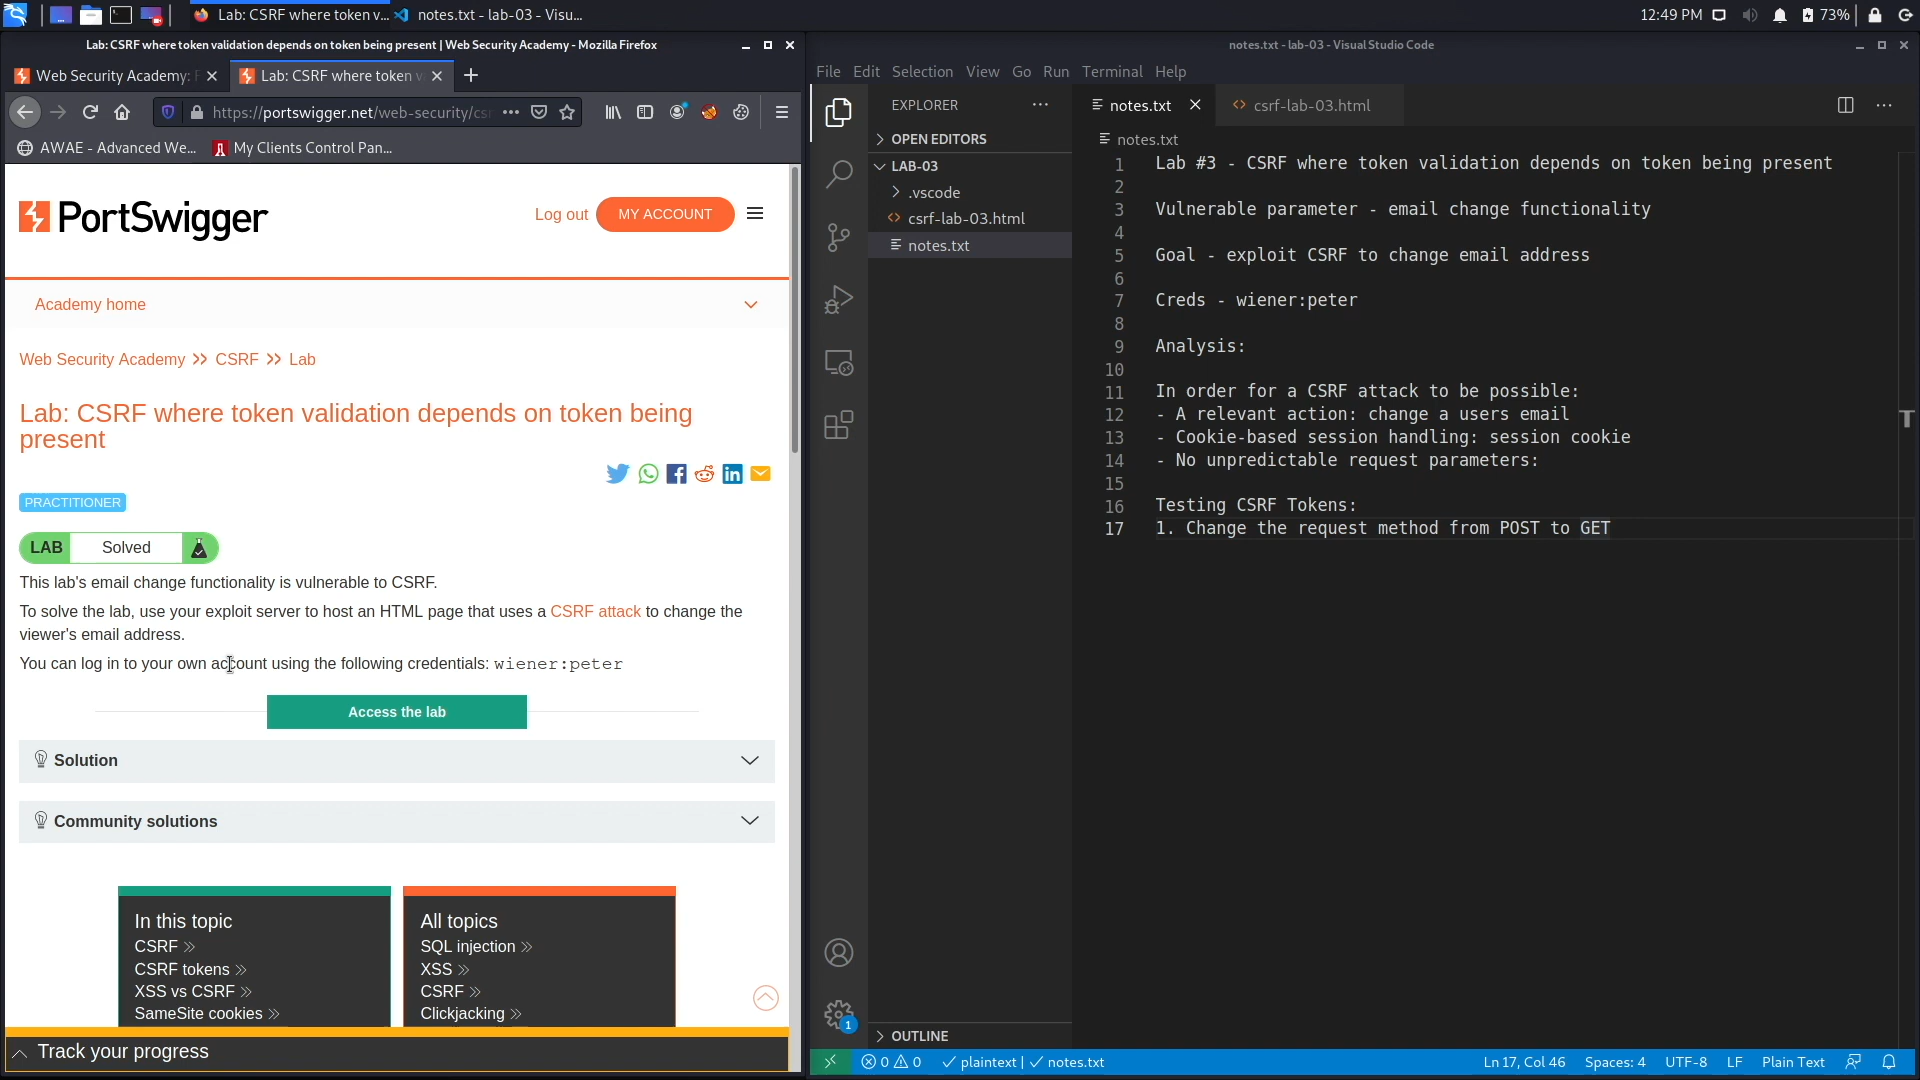 Lab: CSRF where token v...
notes.txt - lab-03 - Visu...
12:49 PM
73%
Lab: CSRF where token validation depends on token being present | Web Security Academy - Mozilla Firefox
Web Security Academy: F
Lab: CSRF where token v
https://portswigger.net/web-security/cs
AWAE - Advanced We...
My Clients Control Pan...
PortSwigger
Log out
MY ACCOUNT
Academy home
Web Security Academy >> CSRF >> Lab
Lab: CSRF where token validation depends on token being
present
PRACTITIONER
LAB Solved
This lab's email change functionality is vulnerable to CSRF.
To solve the lab, use your exploit server to host an HTML page that uses a CSRF attack to change the
viewer's email address.
You can log in to your own account using the following credentials: wiener:peter
Access the lab
Solution
Community solutions
In this topic
CSRF >>
CSRF tokens >>
XSS vs CSRF >>
SameSite cookies >>
All topics
SQL injection >>
XSS >>
CSRF >>
Clickjacking >>
Track your progress
notes.txt - lab-03 - Visual Studio Code
File Edit Selection View Go Run Terminal Help
EXPLORER
OPEN EDITORS
LAB-03
.vscode
csrf-lab-03.html
notes.txt
OUTLINE
notes.txt
csrf-lab-03.html
notes.txt
1 Lab #3 - CSRF where token validation depends on token being present
2
3 Vulnerable parameter - email change functionality
4
5 Goal - exploit CSRF to change email address
6
7 Creds - wiener:peter
8
9 Analysis:
10
11 In order for a CSRF attack to be possible:
12 - A relevant action: change a users email
13 - Cookie-based session handling: session cookie
14 - No unpredictable request parameters:
15
16 Testing CSRF Tokens:
17 1. Change the request method from POST to GET
1
0 0
plaintext | notes.txt
Ln 17, Col 46
Spaces: 4
UTF-8
LF
Plain Text